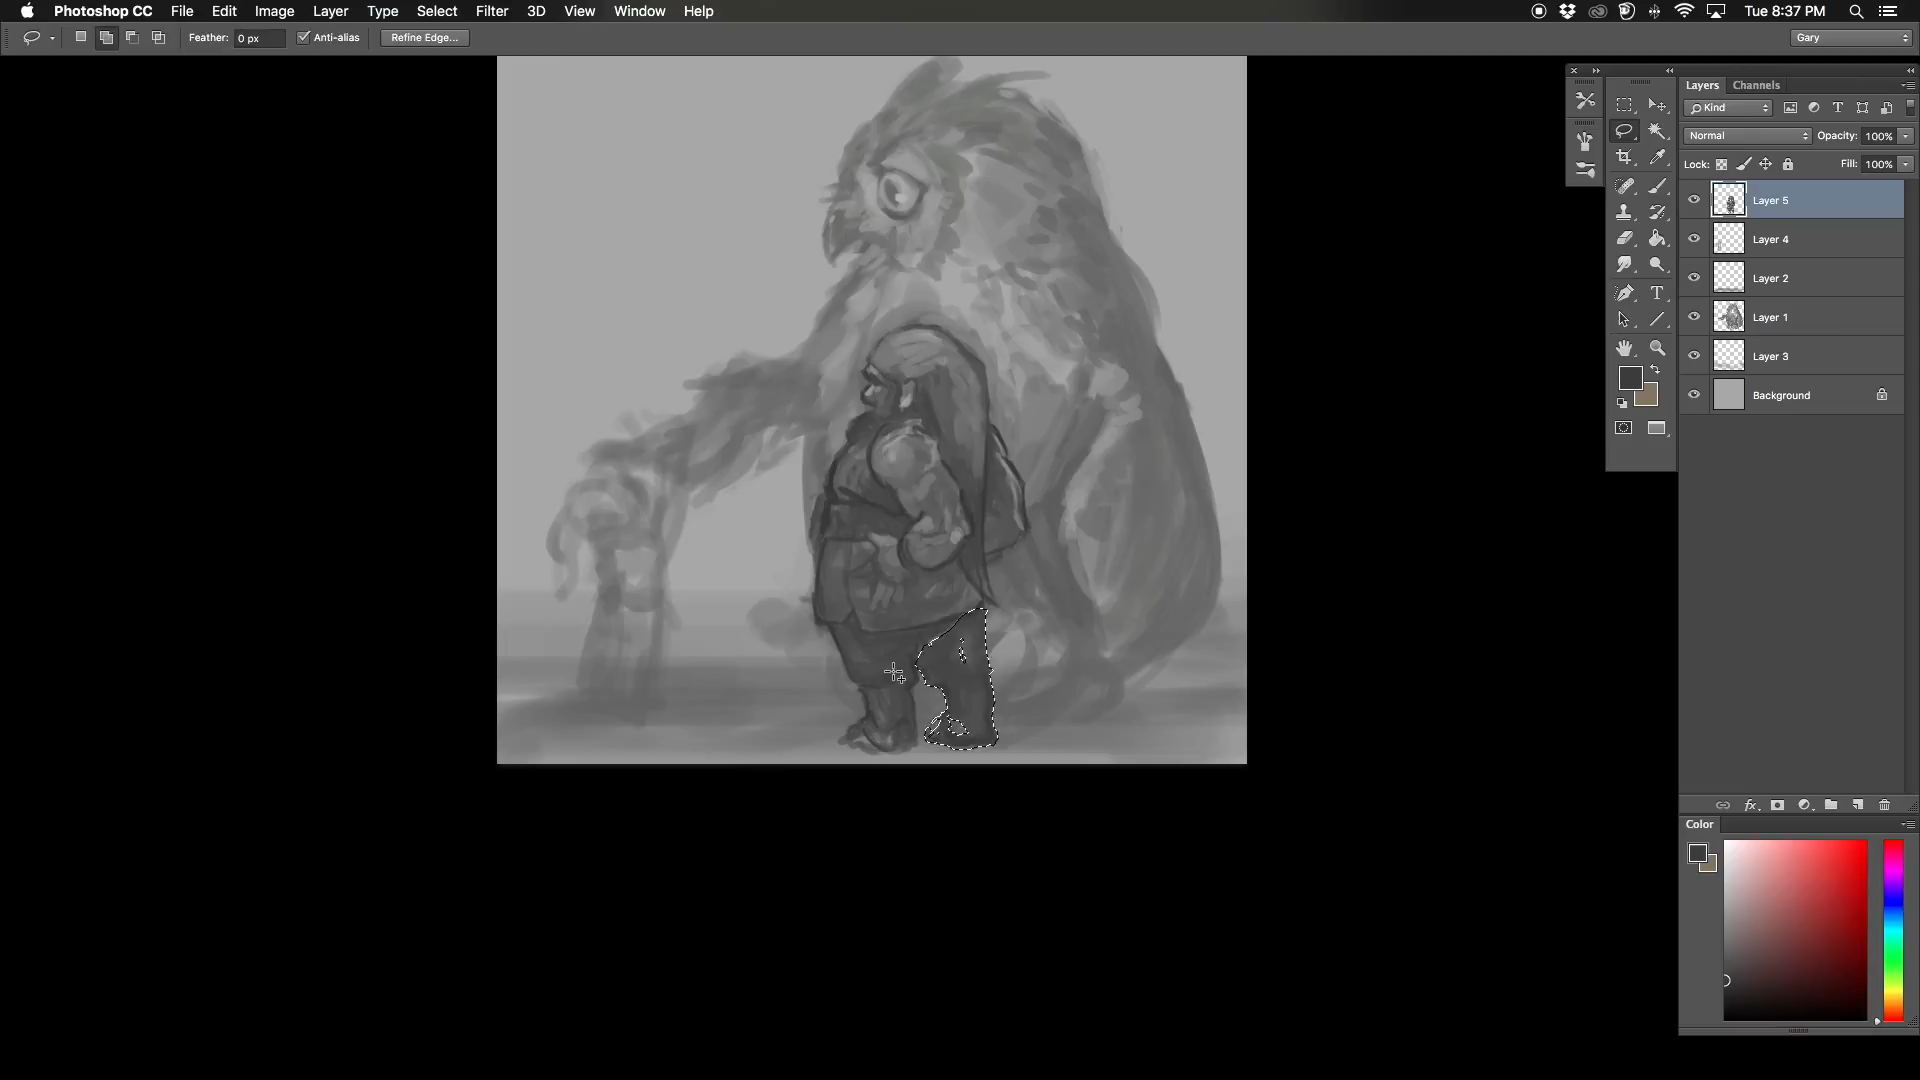 Photoshop CC File Edit Image Layer Type Select Filter 3D View Window Help Tue 8:37 PM
Feather: 0 px Anti-alias Refine Edge... Gary
Layers Channels
Kind
Normal Opacity: 100%
Lock: Fill: 100%
Layer 5
Layer 4
Layer 2
Layer 1
Layer 3
Background
fx
Color